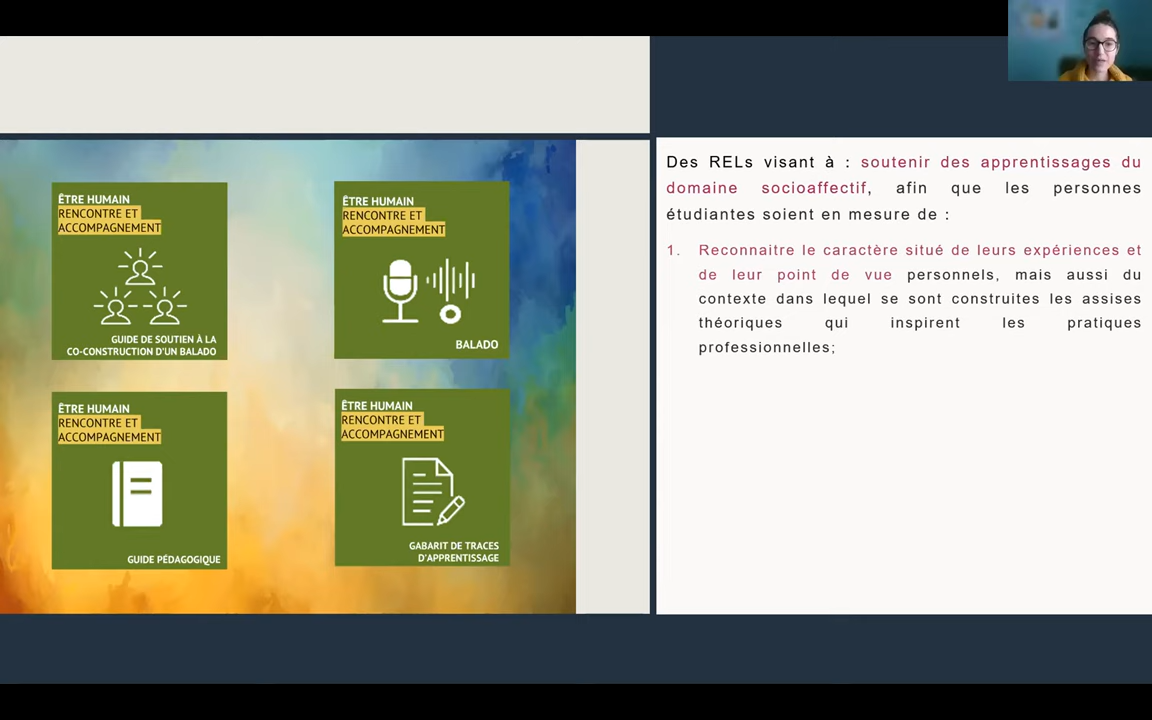 ÊTRE HUMAIN
RENCONTRE ET
ACCOMPAGNEMENT
GUIDE DE SOUTIEN À LA
CO-CONSTRUCTION D'UN BALADO
ÊTRE HUMAIN
RENCONTRE ET
ACCOMPAGNEMENT
BALADO
ÊTRE HUMAIN
RENCONTRE ET
ACCOMPAGNEMENT
GUIDE PÉDAGOGIQUE
ÊTRE HUMAIN
RENCONTRE ET
ACCOMPAGNEMENT
GABARIT DE TRACES
D'APPRENTISSAGE
Des RELs visant à : soutenir des apprentissages du
domaine socioaffectif, afin que les personnes
étudiantes soient en mesure de :
1. Reconnaitre le caractère situé de leurs expériences et
de leur point de vue personnels, mais aussi du
contexte dans lequel se sont construites les assises
théoriques qui inspirent les pratiques
professionnelles;